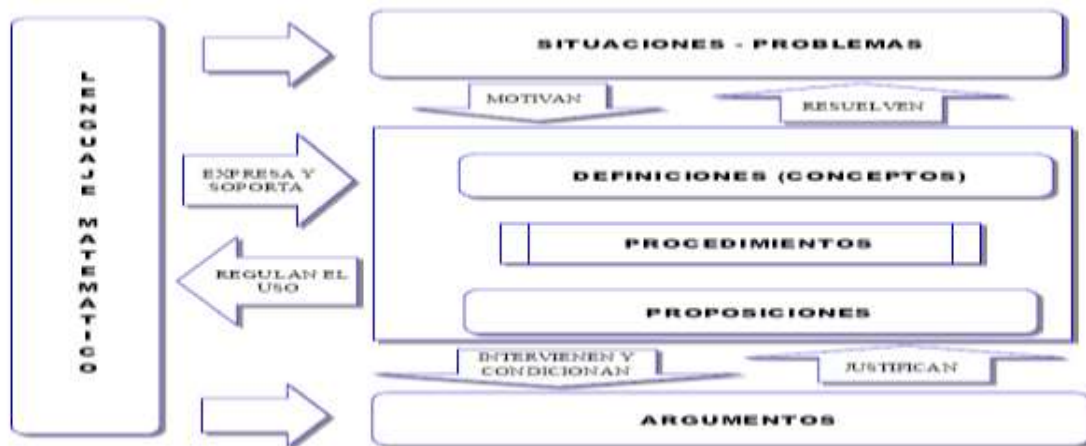 LENGUAJE MATEMATICO
SITUACIONES - PROBLEMAS
MOTIVAN
RESUELVEN
EXPRESA Y
SOPORTA
DEFINICIONES (CONCEPTOS)
PROCEDIMIENTOS
REGULAN EL
USO
PROPOSICIONES
INTERVIENEN Y
CONDICIONAN
JUSTIFICAN
ARGUMENTOS